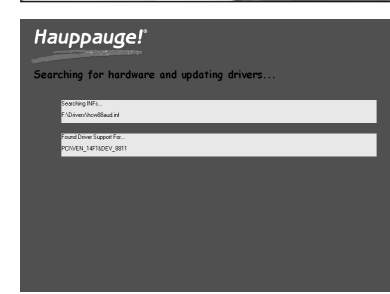 Hauppauge!®
Searching for hardware and updating drivers...
Searching INFs...
F:\Drivers\hcw88aud.inf
Found Driver Support For...
PCI\VEN_14F1&DEV_8811